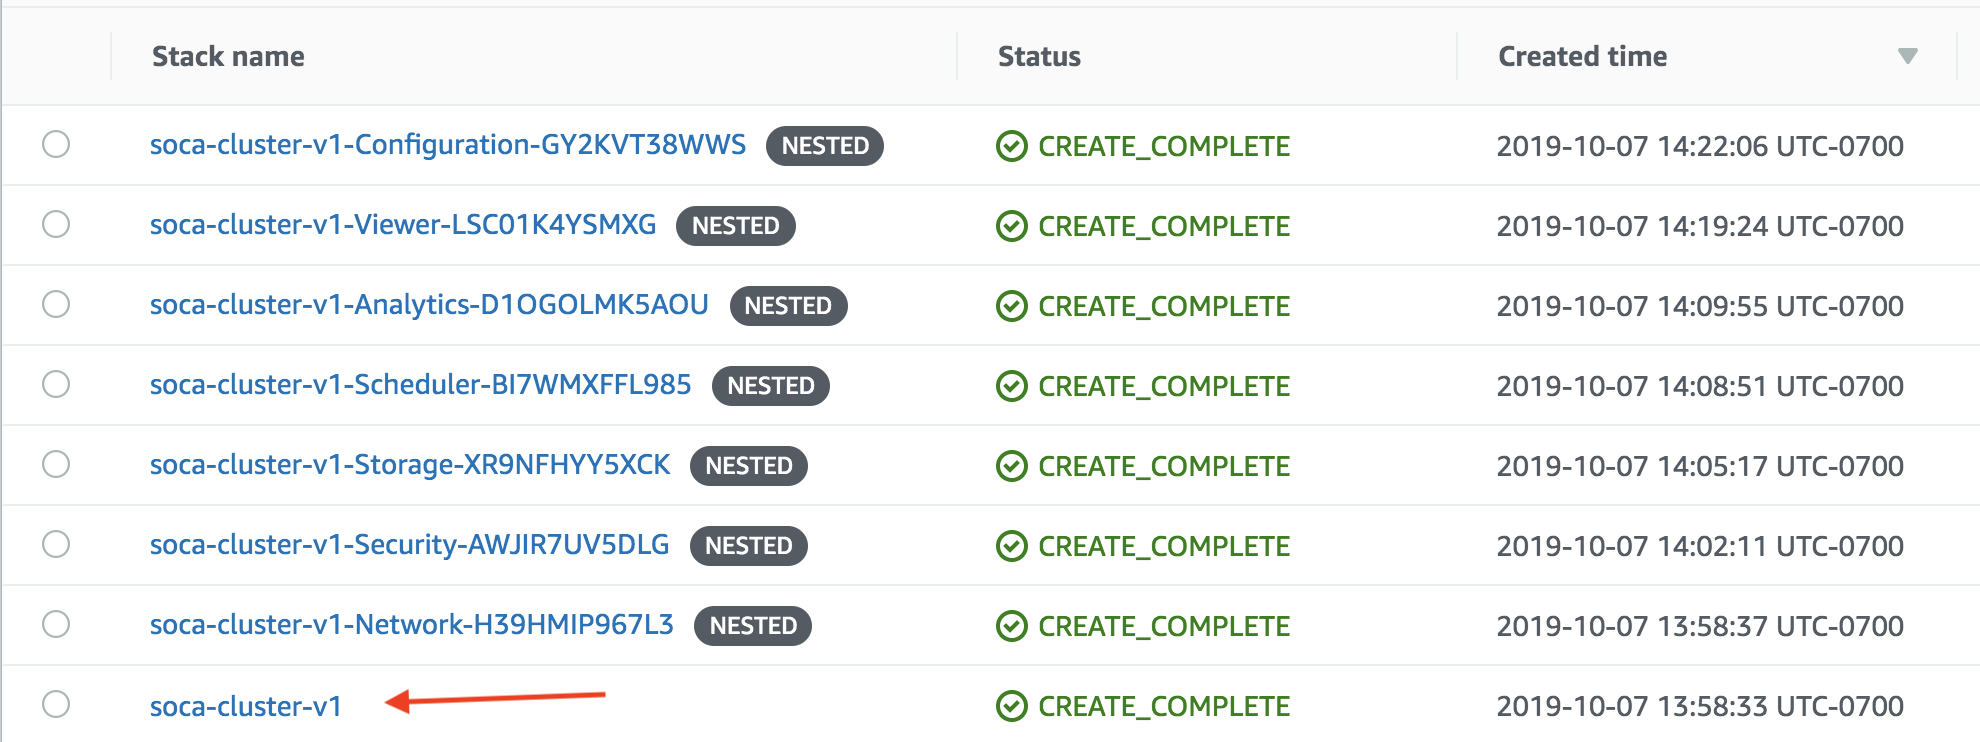 Stack name Status Created time
soca-cluster-v1-Configuration-GY2KVT38WWS NESTED CREATE_COMPLETE 2019-10-07 14:22:06 UTC-0700
soca-cluster-v1-Viewer-LSC01K4YSMXG NESTED CREATE_COMPLETE 2019-10-07 14:19:24 UTC-0700
soca-cluster-v1-Analytics-D1OGOLMK5AOU NESTED CREATE_COMPLETE 2019-10-07 14:09:55 UTC-0700
soca-cluster-v1-Scheduler-BI7WMXFFL985 NESTED CREATE_COMPLETE 2019-10-07 14:08:51 UTC-0700
soca-cluster-v1-Storage-XR9NFHYY5XCK NESTED CREATE_COMPLETE 2019-10-07 14:05:17 UTC-0700
soca-cluster-v1-Security-AWJIR7UV5DLG NESTED CREATE_COMPLETE 2019-10-07 14:02:11 UTC-0700
soca-cluster-v1-Network-H39HMIP967L3 NESTED CREATE_COMPLETE 2019-10-07 13:58:37 UTC-0700
soca-cluster-v1 CREATE_COMPLETE 2019-10-07 13:58:33 UTC-0700